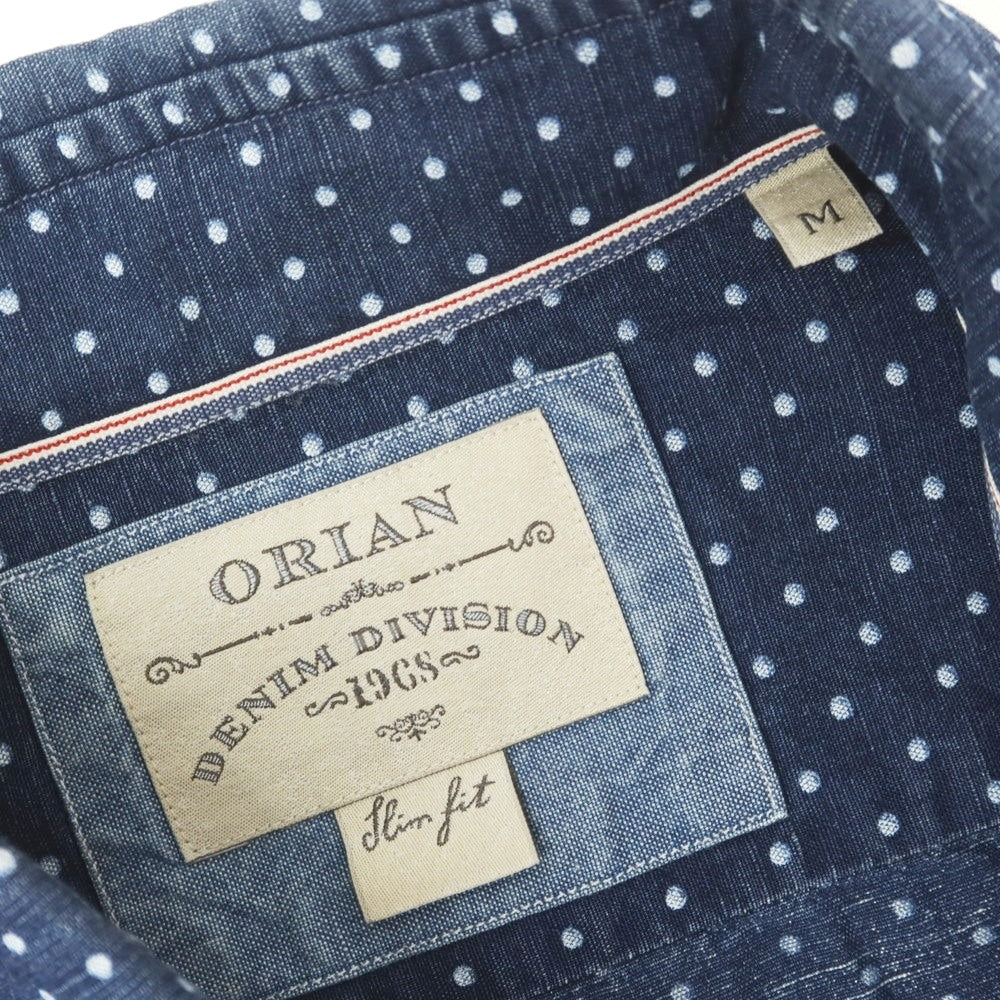 M
ORIAN
DENIM DIVISION
1968
Slim fit